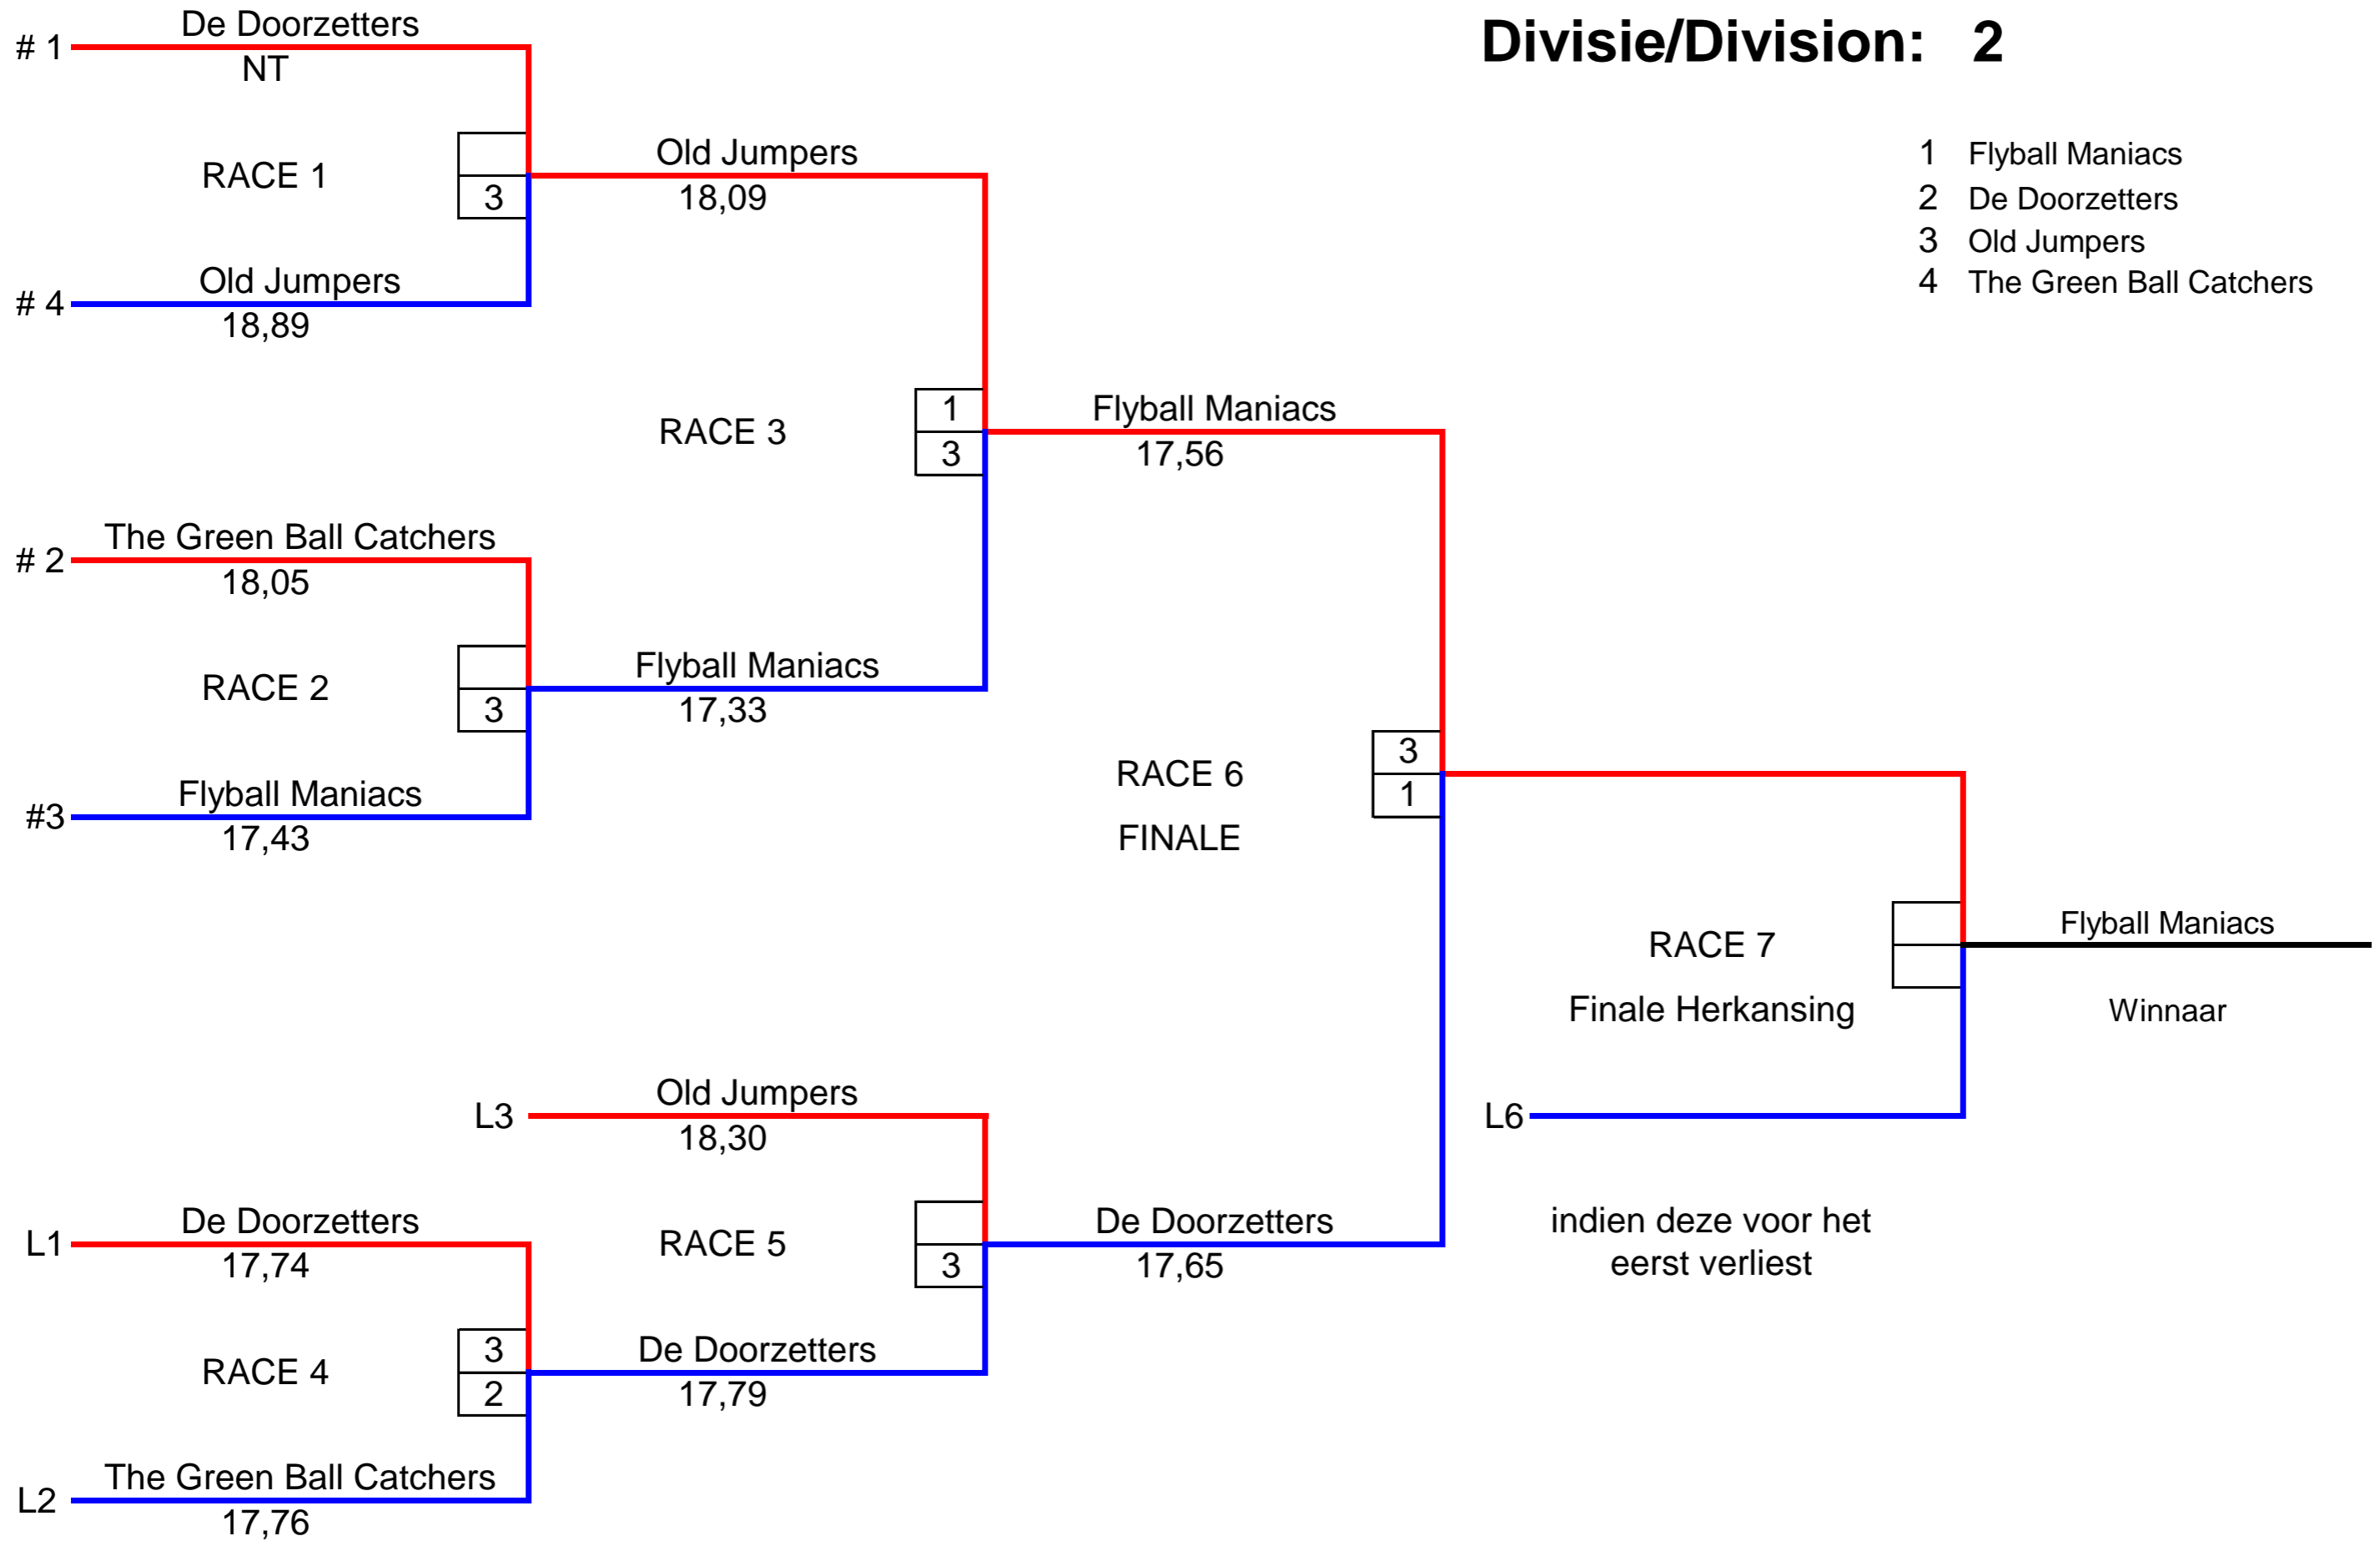 De Doorzetters
# 1
NT
Divisie/Division: 2
RACE 1
3
Old Jumpers
18,09
1 Flyball Maniacs
2 De Doorzetters
3 Old Jumpers
4 The Green Ball Catchers
Old Jumpers
# 4
18,89
RACE 3
1
3
Flyball Maniacs
17,56
The Green Ball Catchers
# 2
18,05
RACE 2
3
Flyball Maniacs
17,33
Flyball Maniacs
#3
17,43
RACE 6
FINALE
3
1
RACE 7
Finale Herkansing
Flyball Maniacs
Winnaar
L3
Old Jumpers
18,30
L6
indien deze voor het
eerst verliest
De Doorzetters
L1
17,74
RACE 5
3
De Doorzetters
17,65
RACE 4
3
2
De Doorzetters
17,79
The Green Ball Catchers
L2
17,76